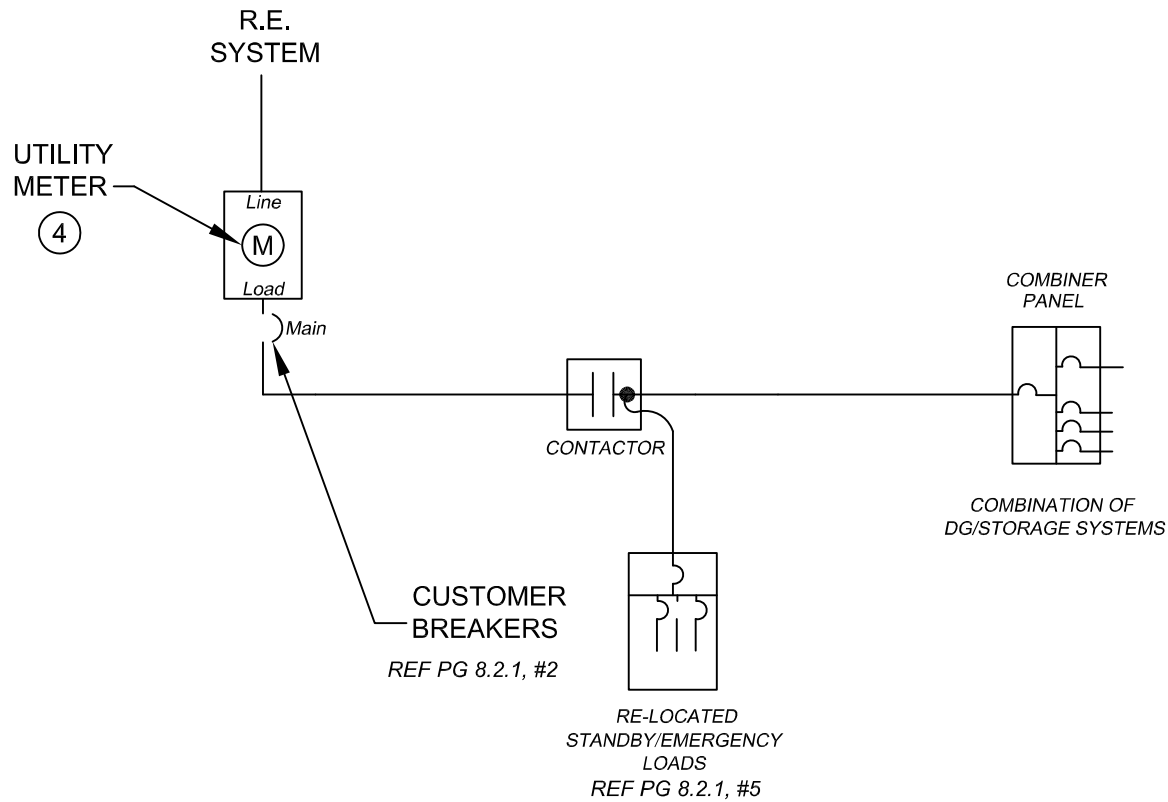 R.E.
SYSTEM
UTILITY
METER
4
Line
M
Load
Main
CONTACTOR
COMBINER
PANEL
COMBINATION OF
DG/STORAGE SYSTEMS
CUSTOMER
BREAKERS
REF PG 8.2.1, #2
RE-LOCATED
STANDBY/EMERGENCY
LOADS
REF PG 8.2.1, #5